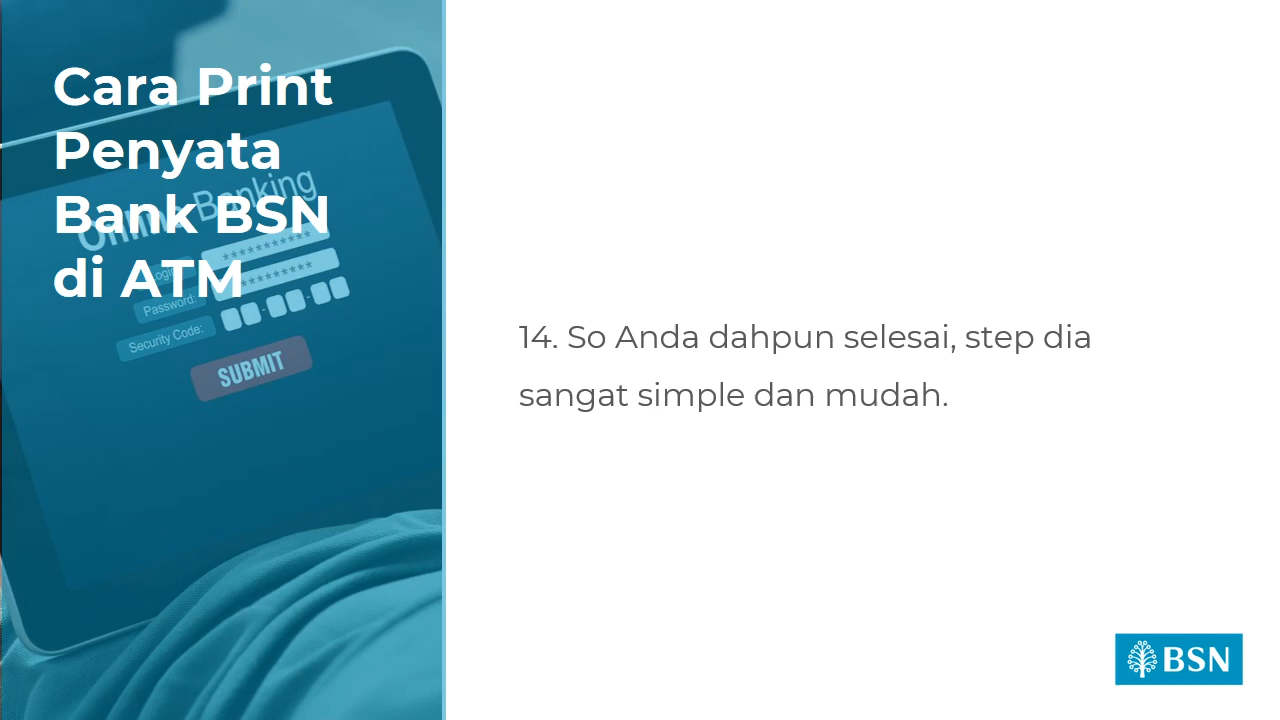 Cara Print
Penyata
Bank BSN
di ATM
Online Banking
Login:
***********
Password:
Security Code:
SUBMIT
14. So Anda dahpun selesai, step dia
sangat simple dan mudah.
BSN